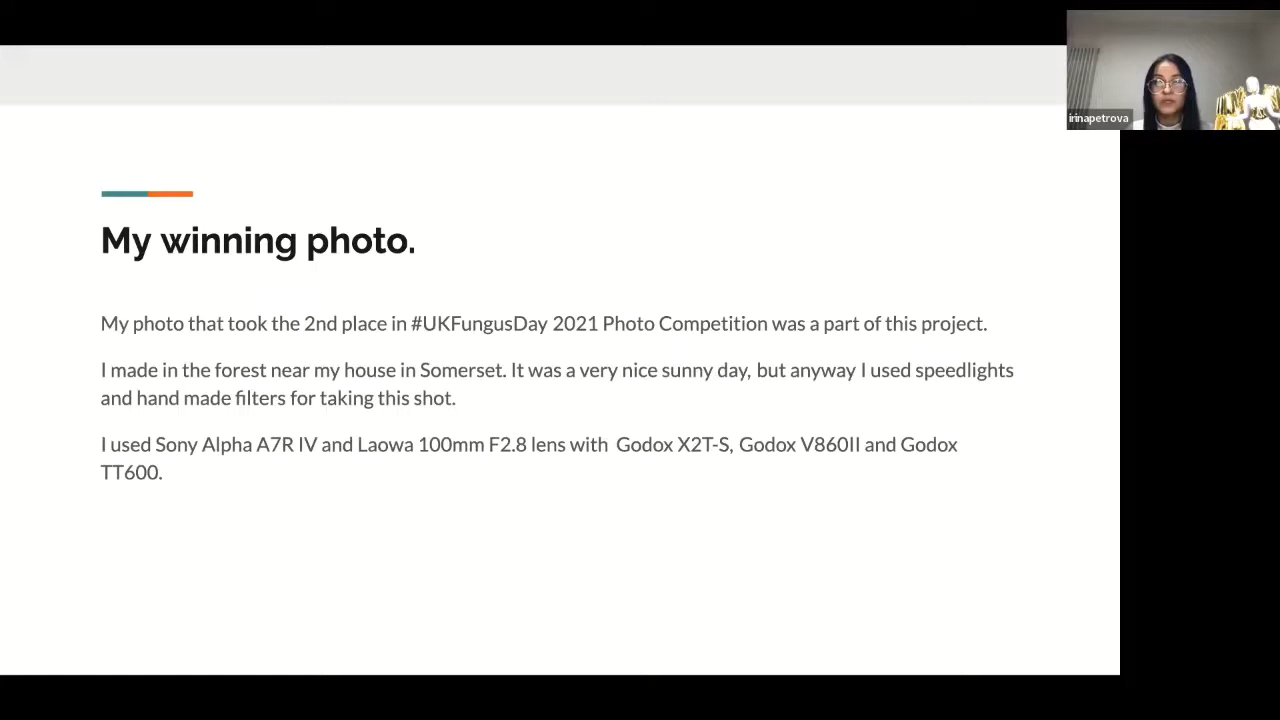 irinapetrova
My winning photo.
My photo that took the 2nd place in #UKFungusDay 2021 Photo Competition was a part of this project.
I made in the forest near my house in Somerset. It was a very nice sunny day, but anyway I used speedlights
and hand made filters for taking this shot.
I used Sony Alpha A7R IV and Laowa 100mm F2.8 lens with Godox X2T-S, Godox V860II and Godox
TT600.